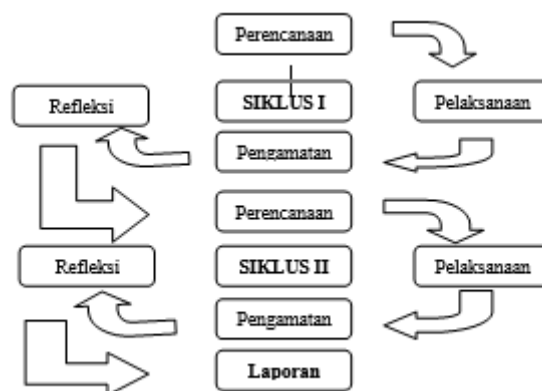 Perencanaan
Refleksi
SIKLUS I
Pelaksanaan
Pengamatan
Perencanaan
Refleksi
SIKLUS II
Pelaksanaan
Pengamatan
Laporan